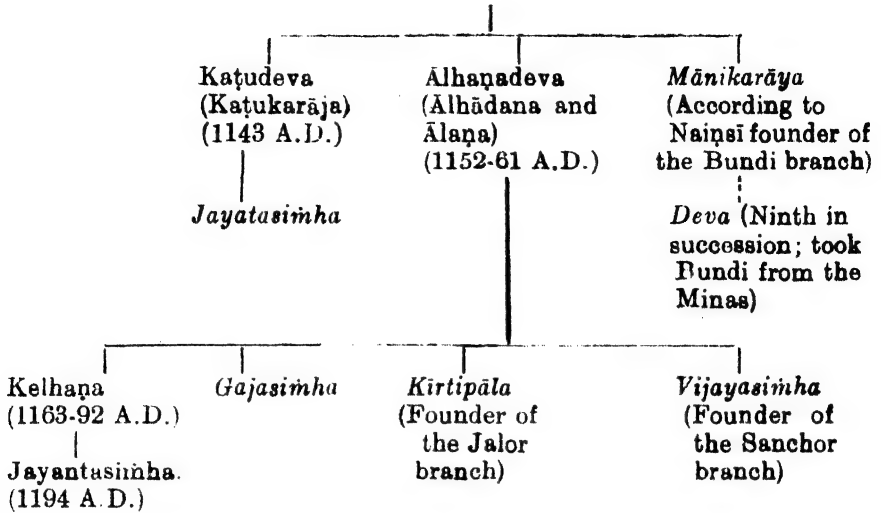 Kaṭudeva
(Kaṭukarāja)
(1143 A.D.)
Jayatasiṁha
Ālhaṇadeva
(Ālhādana and
Ālaṇa)
(1152-61 A.D.)
Mānikarāya
(According to
Naiṇsī founder of
the Bundi branch)
Deva (Ninth in
succession; took
Bundi from the
Minas)
Kelhaṇa
(1163-92 A.D.)
Jayantasiṁha.
(1194 A.D.)
Gajasiṁha
Kīrtipāla
(Founder of
the Jalor
branch)
Vijayasiṁha
(Founder of
the Sanchor
branch)